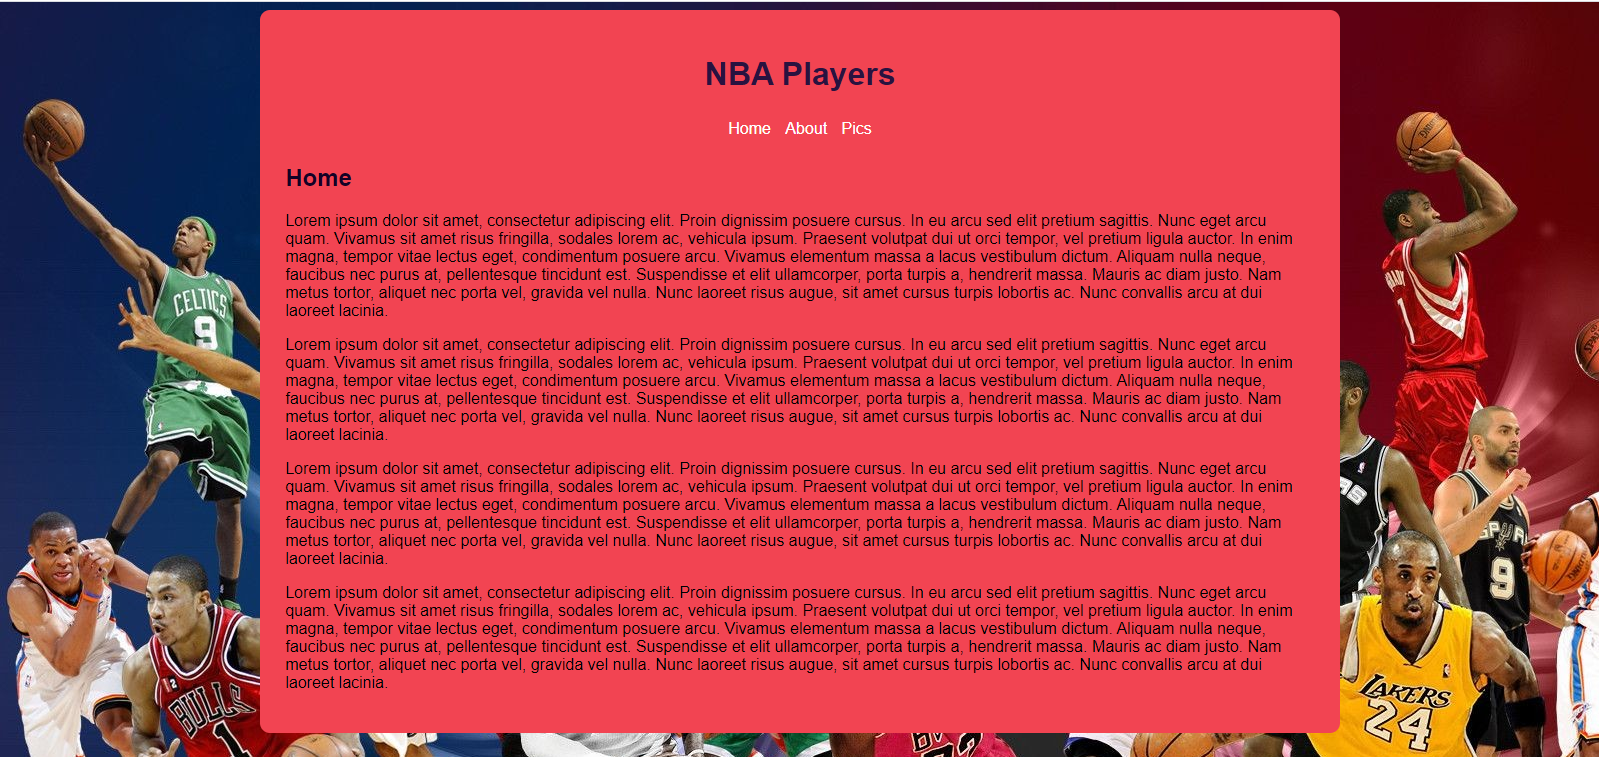 NBA Players
Home About Pics
Home
Lorem ipsum dolor sit amet, consectetur adipiscing elit. Proin dignissim posuere cursus. In eu arcu sed elit pretium sagittis. Nunc eget arcu
quam. Vivamus sit amet risus fringilla, sodales lorem ac, vehicula ipsum. Praesent volutpat dui ut orci tempor, vel pretium ligula auctor. In enim
magna, tempor vitae lectus eget, condimentum posuere arcu. Vivamus elementum massa a lacus vestibulum dictum. Aliquam nulla neque,
faucibus nec purus at, pellentesque tincidunt est. Suspendisse et elit ullamcorper, porta turpis a, hendrerit massa. Mauris ac diam justo. Nam
metus tortor, aliquet nec porta vel, gravida vel nulla. Nunc laoreet risus augue, sit amet cursus turpis lobortis ac. Nunc convallis arcu at dui
laoreet lacinia.
Lorem ipsum dolor sit amet, consectetur adipiscing elit. Proin dignissim posuere cursus. In eu arcu sed elit pretium sagittis. Nunc eget arcu
quam. Vivamus sit amet risus fringilla, sodales lorem ac, vehicula ipsum. Praesent volutpat dui ut orci tempor, vel pretium ligula auctor. In enim
magna, tempor vitae lectus eget, condimentum posuere arcu. Vivamus elementum massa a lacus vestibulum dictum. Aliquam nulla neque,
faucibus nec purus at, pellentesque tincidunt est. Suspendisse et elit ullamcorper, porta turpis a, hendrerit massa. Mauris ac diam justo. Nam
metus tortor, aliquet nec porta vel, gravida vel nulla. Nunc laoreet risus augue, sit amet cursus turpis lobortis ac. Nunc convallis arcu at dui
laoreet lacinia.
Lorem ipsum dolor sit amet, consectetur adipiscing elit. Proin dignissim posuere cursus. In eu arcu sed elit pretium sagittis. Nunc eget arcu
quam. Vivamus sit amet risus fringilla, sodales lorem ac, vehicula ipsum. Praesent volutpat dui ut orci tempor, vel pretium ligula auctor. In enim
magna, tempor vitae lectus eget, condimentum posuere arcu. Vivamus elementum massa a lacus vestibulum dictum. Aliquam nulla neque,
faucibus nec purus at, pellentesque tincidunt est. Suspendisse et elit ullamcorper, porta turpis a, hendrerit massa. Mauris ac diam justo. Nam
metus tortor, aliquet nec porta vel, gravida vel nulla. Nunc laoreet risus augue, sit amet cursus turpis lobortis ac. Nunc convallis arcu at dui
laoreet lacinia.
Lorem ipsum dolor sit amet, consectetur adipiscing elit. Proin dignissim posuere cursus. In eu arcu sed elit pretium sagittis. Nunc eget arcu
quam. Vivamus sit amet risus fringilla, sodales lorem ac, vehicula ipsum. Praesent volutpat dui ut orci tempor, vel pretium ligula auctor. In enim
magna, tempor vitae lectus eget, condimentum posuere arcu. Vivamus elementum massa a lacus vestibulum dictum. Aliquam nulla neque,
faucibus nec purus at, pellentesque tincidunt est. Suspendisse et elit ullamcorper, porta turpis a, hendrerit massa. Mauris ac diam justo. Nam
metus tortor, aliquet nec porta vel, gravida vel nulla. Nunc laoreet risus augue, sit amet cursus turpis lobortis ac. Nunc convallis arcu at dui
laoreet lacinia.
CELTICS
9
BULLS
1
1
9
LAKERS
24